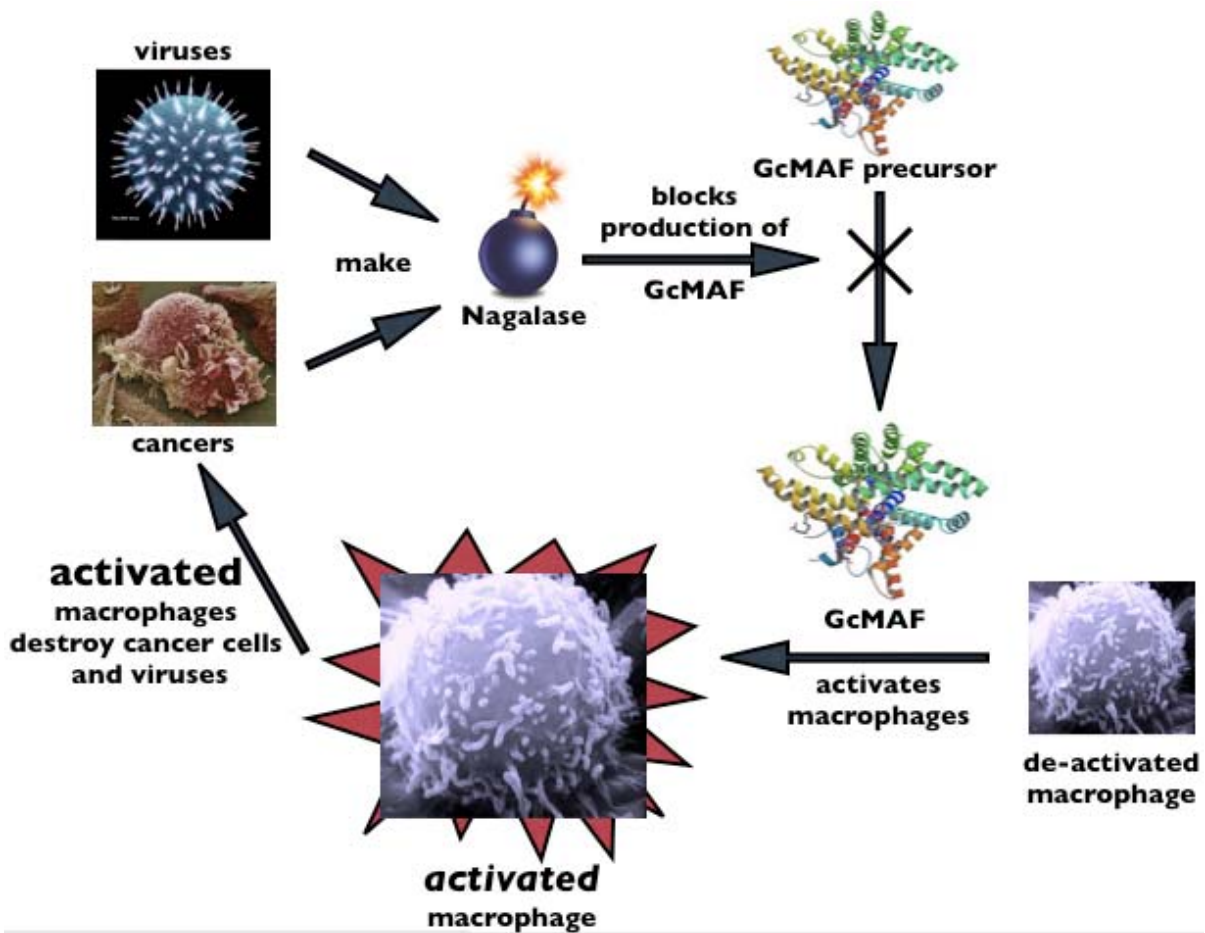 viruses
make
cancers
Nagalase
blocks
production of
GcMAF
GcMAF precursor
GcMAF
activates
macrophages
de-activated
macrophage
activated
macrophage
activated
macrophages
destroy cancer cells
and viruses